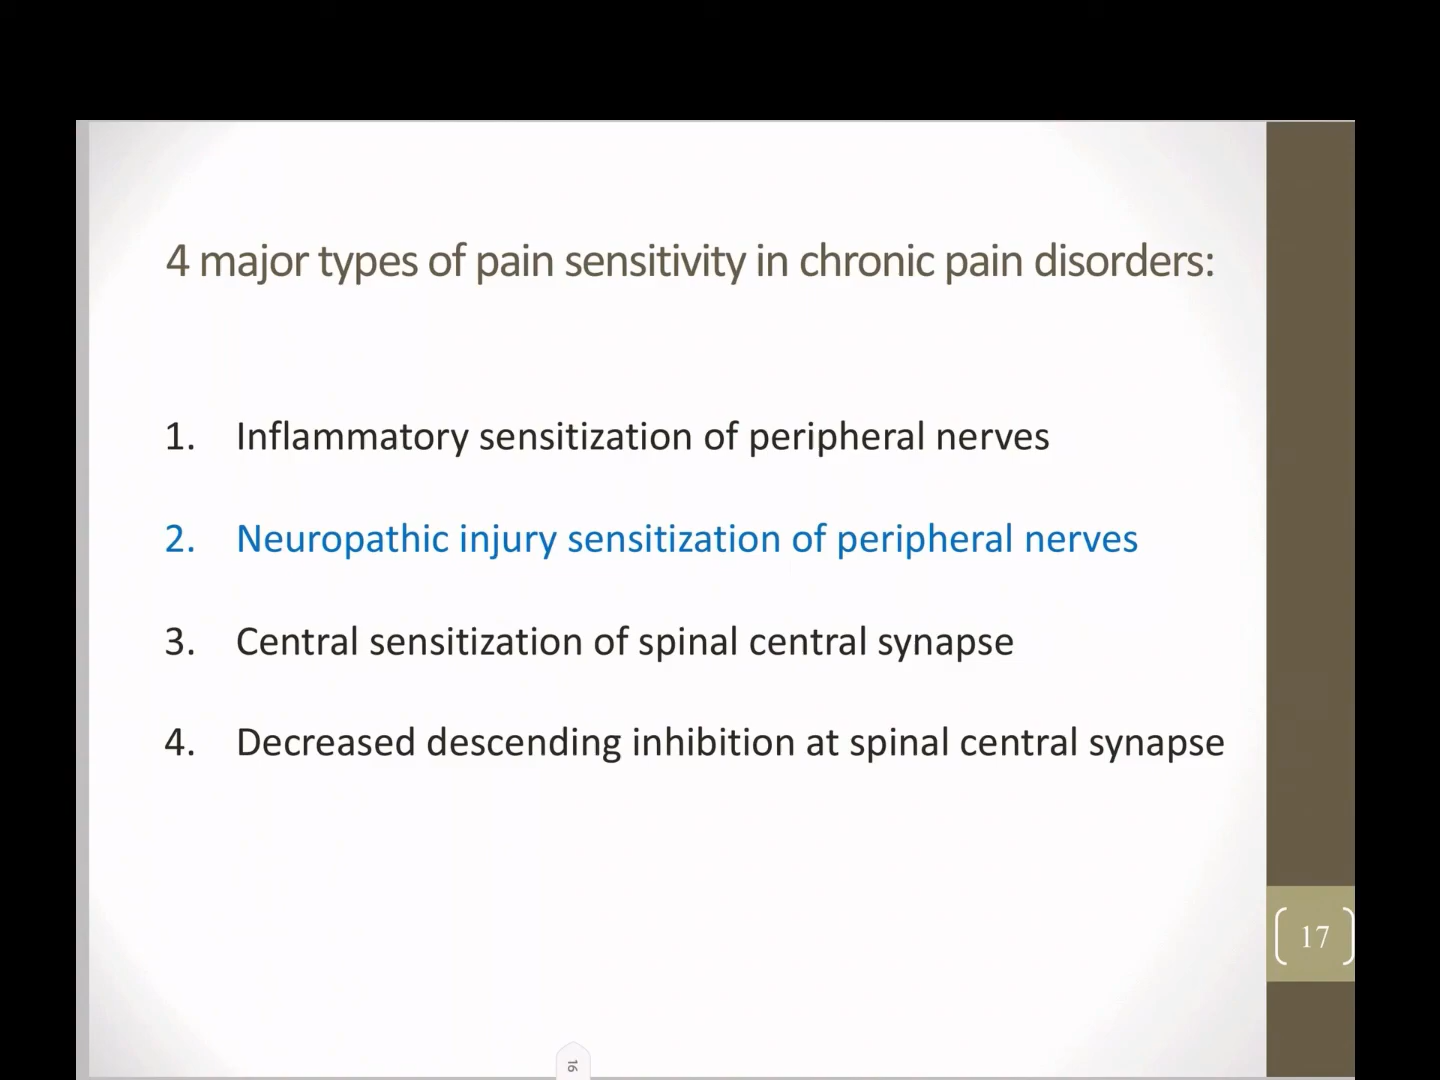 4 major types of pain sensitivity in chronic pain disorders:
1. Inflammatory sensitization of peripheral nerves
2. Neuropathic injury sensitization of peripheral nerves
3. Central sensitization of spinal central synapse
4. Decreased descending inhibition at spinal central synapse
17
16